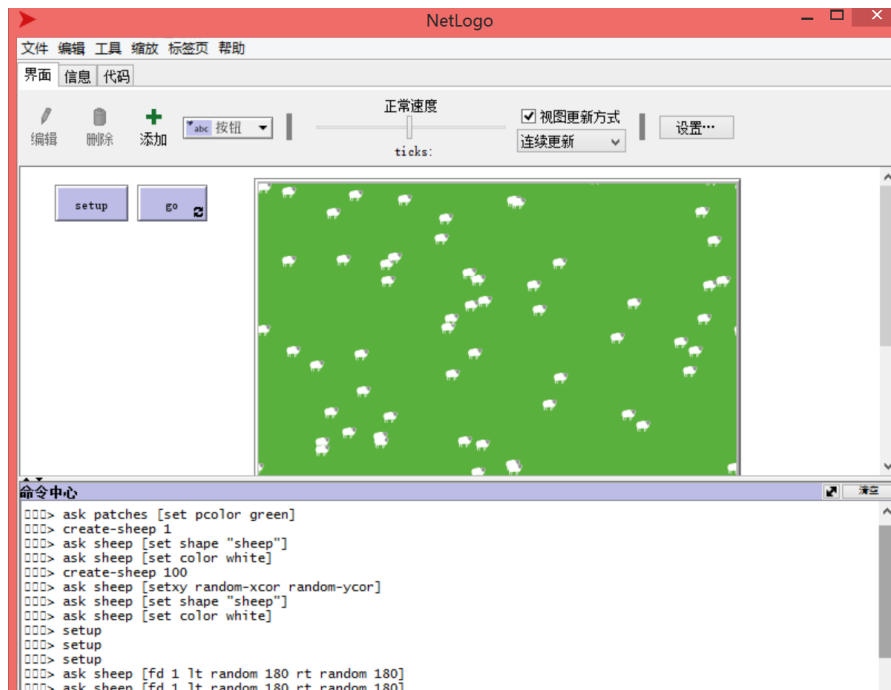 NetLogo
文件 编辑 工具 缩放 标签页 帮助
界面 信息 代码
正常速度
视图更新方式
编辑 删除 添加 abc 按钮 连续更新 设置…
ticks:
setup go
命令中心 清空
> ask patches [set pcolor green]
> create-sheep 1
> ask sheep [set shape "sheep"]
> ask sheep [set color white]
> create-sheep 100
> ask sheep [setxy random-xcor random-ycor]
> ask sheep [set shape "sheep"]
> ask sheep [set color white]
> setup
> setup
> setup
> ask sheep [fd 1 lt random 180 rt random 180]
> ask sheep [fd 1 lt random 180 rt random 180]